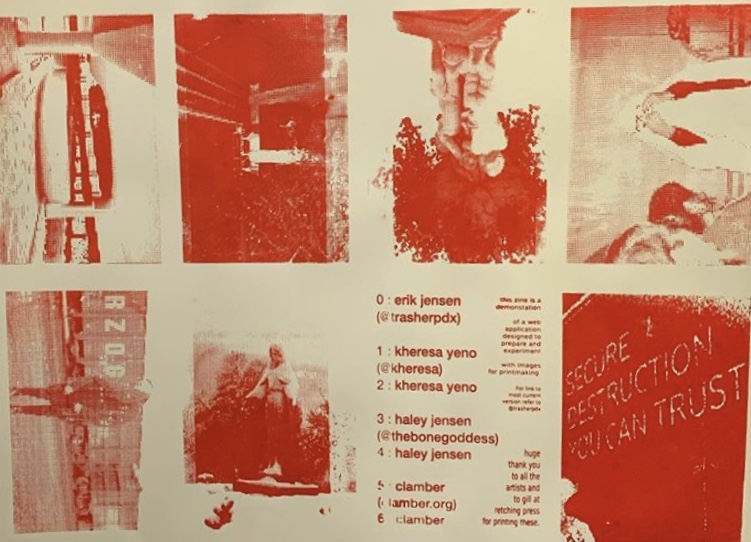 RZDG
0 : erik jensen
(@trasherpdx)
1 : kheresa yeno
(@kheresa)
2 : kheresa yeno
3 : haley jensen
(@thebonegoddess)
4 : haley jensen
5 : clamber
(clamber.org)
6 clamber
this zine is a
demonstration
of a web
application
designed to
prepare and
experiment
with images
for printmaking
For link to
most current
version refer to
@trasherpdx
huge
thank you
to all the
artists and
to gill at
retching press
for printing these.
SECURE
DESTRUCTION
YOU CAN TRUST